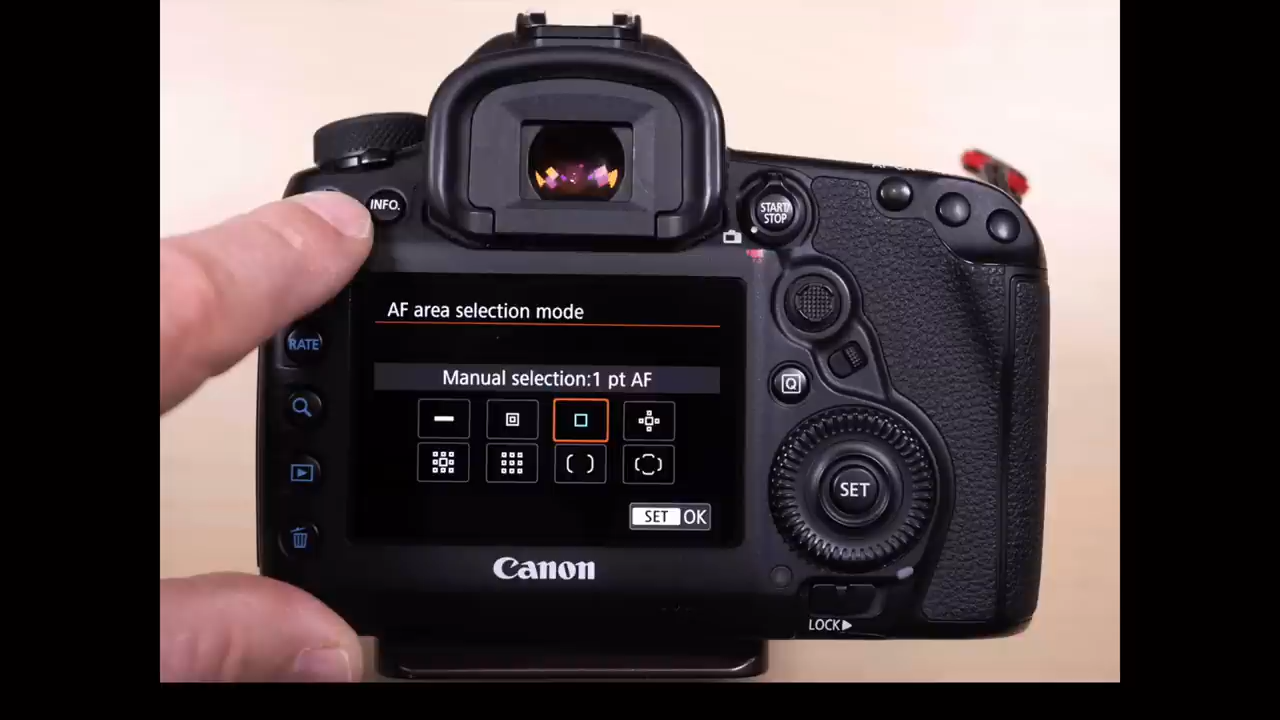 INFO.
START/
STOP
AF area selection mode
RATE
Manual selection:1 pt AF
Q
SET
SET OK
Canon
LOCK